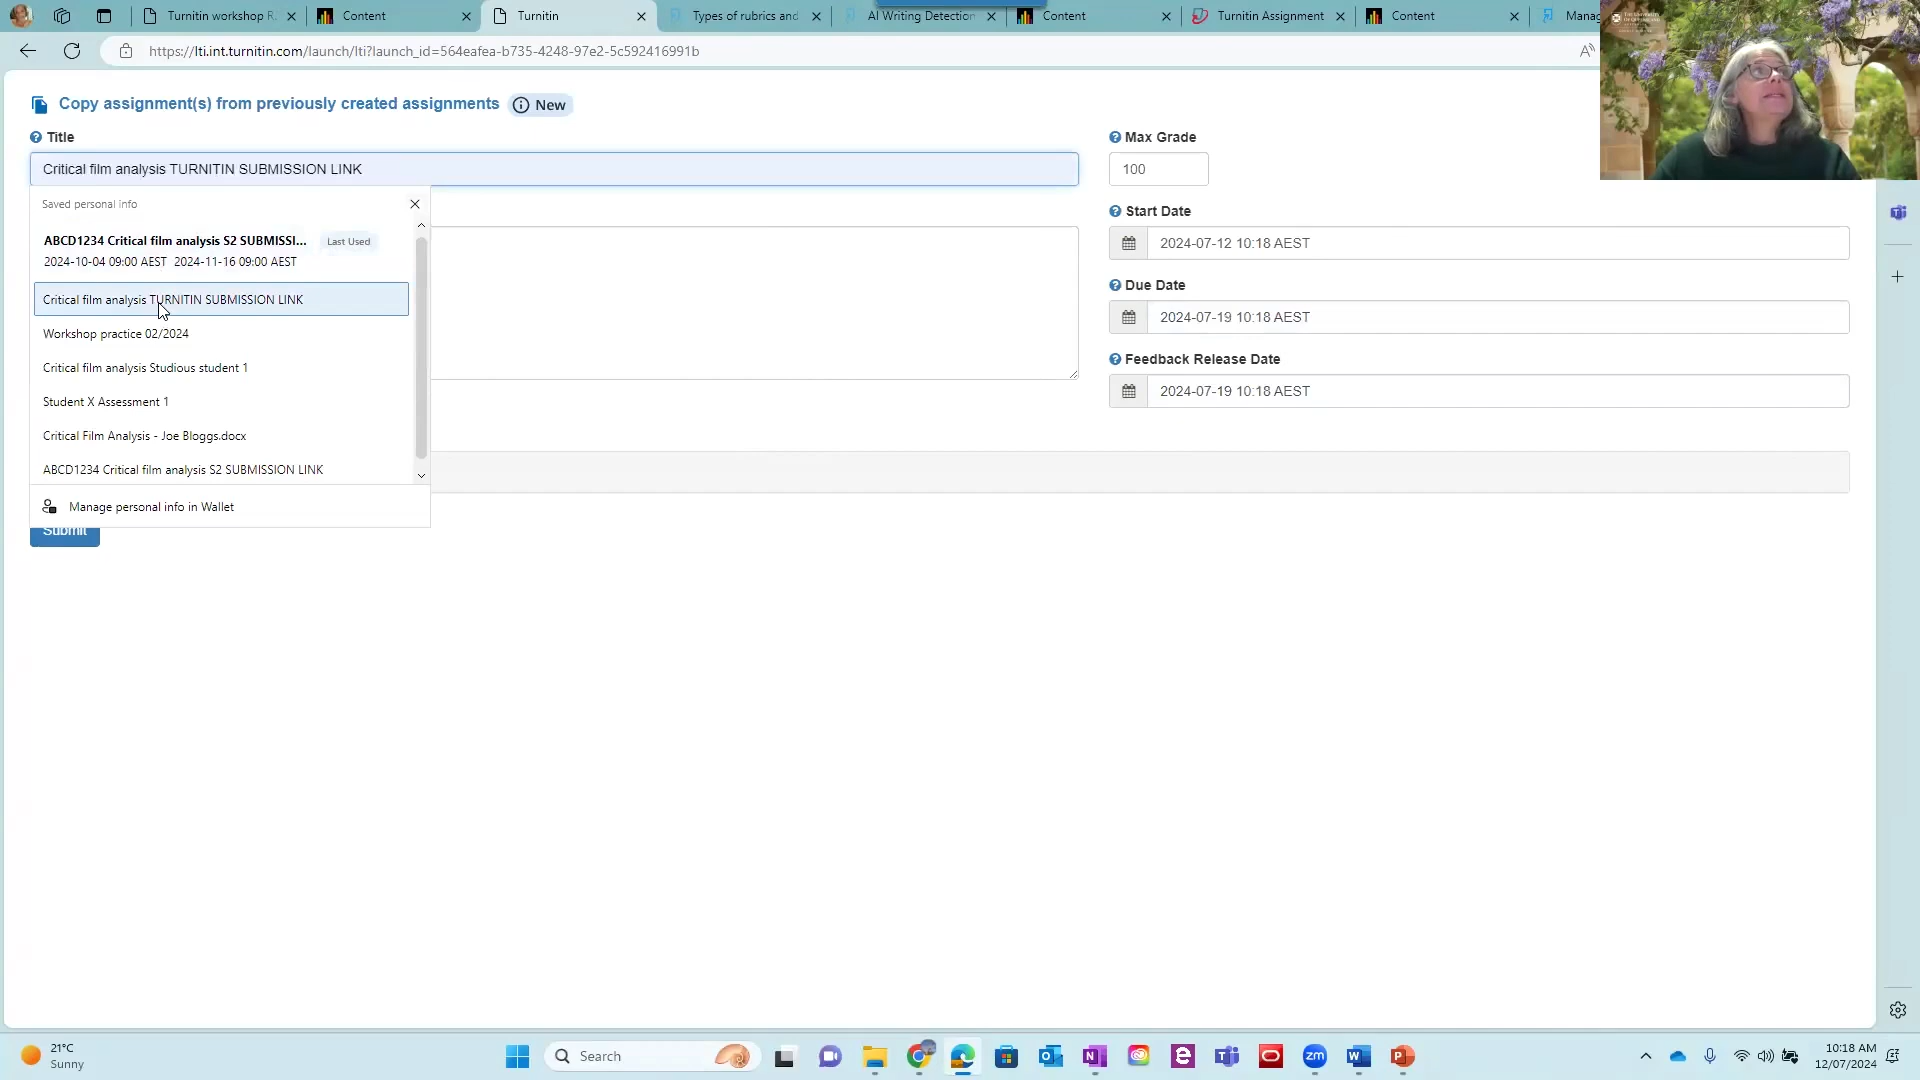 Turnitin workshop R
Content
Turnitin
Types of rubrics and
AI Writing Detection
Content
Turnitin Assignment
Content
Manag
https://lti.int.turnitin.com/launch/lti?launch_id=564eafea-b735-4248-97e2-5c592416991b
Copy assignment(s) from previously created assignments
New
Title
Max Grade
Critical film analysis TURNITIN SUBMISSION LINK
100
Saved personal info
ABCD1234 Critical film analysis S2 SUBMISSI...
Last Used
2024-10-04 09:00 AEST 2024-11-16 09:00 AEST
Critical film analysis TURNITIN SUBMISSION LINK
Workshop practice 02/2024
Critical film analysis Studious student 1
Student X Assessment 1
Critical Film Analysis - Joe Bloggs.docx
ABCD1234 Critical film analysis S2 SUBMISSION LINK
Manage personal info in Wallet
Submit
Start Date
2024-07-12 10:18 AEST
Due Date
2024-07-19 10:18 AEST
Feedback Release Date
2024-07-19 10:18 AEST
21°C
Sunny
Search
zm
10:18 AM
12/07/2024